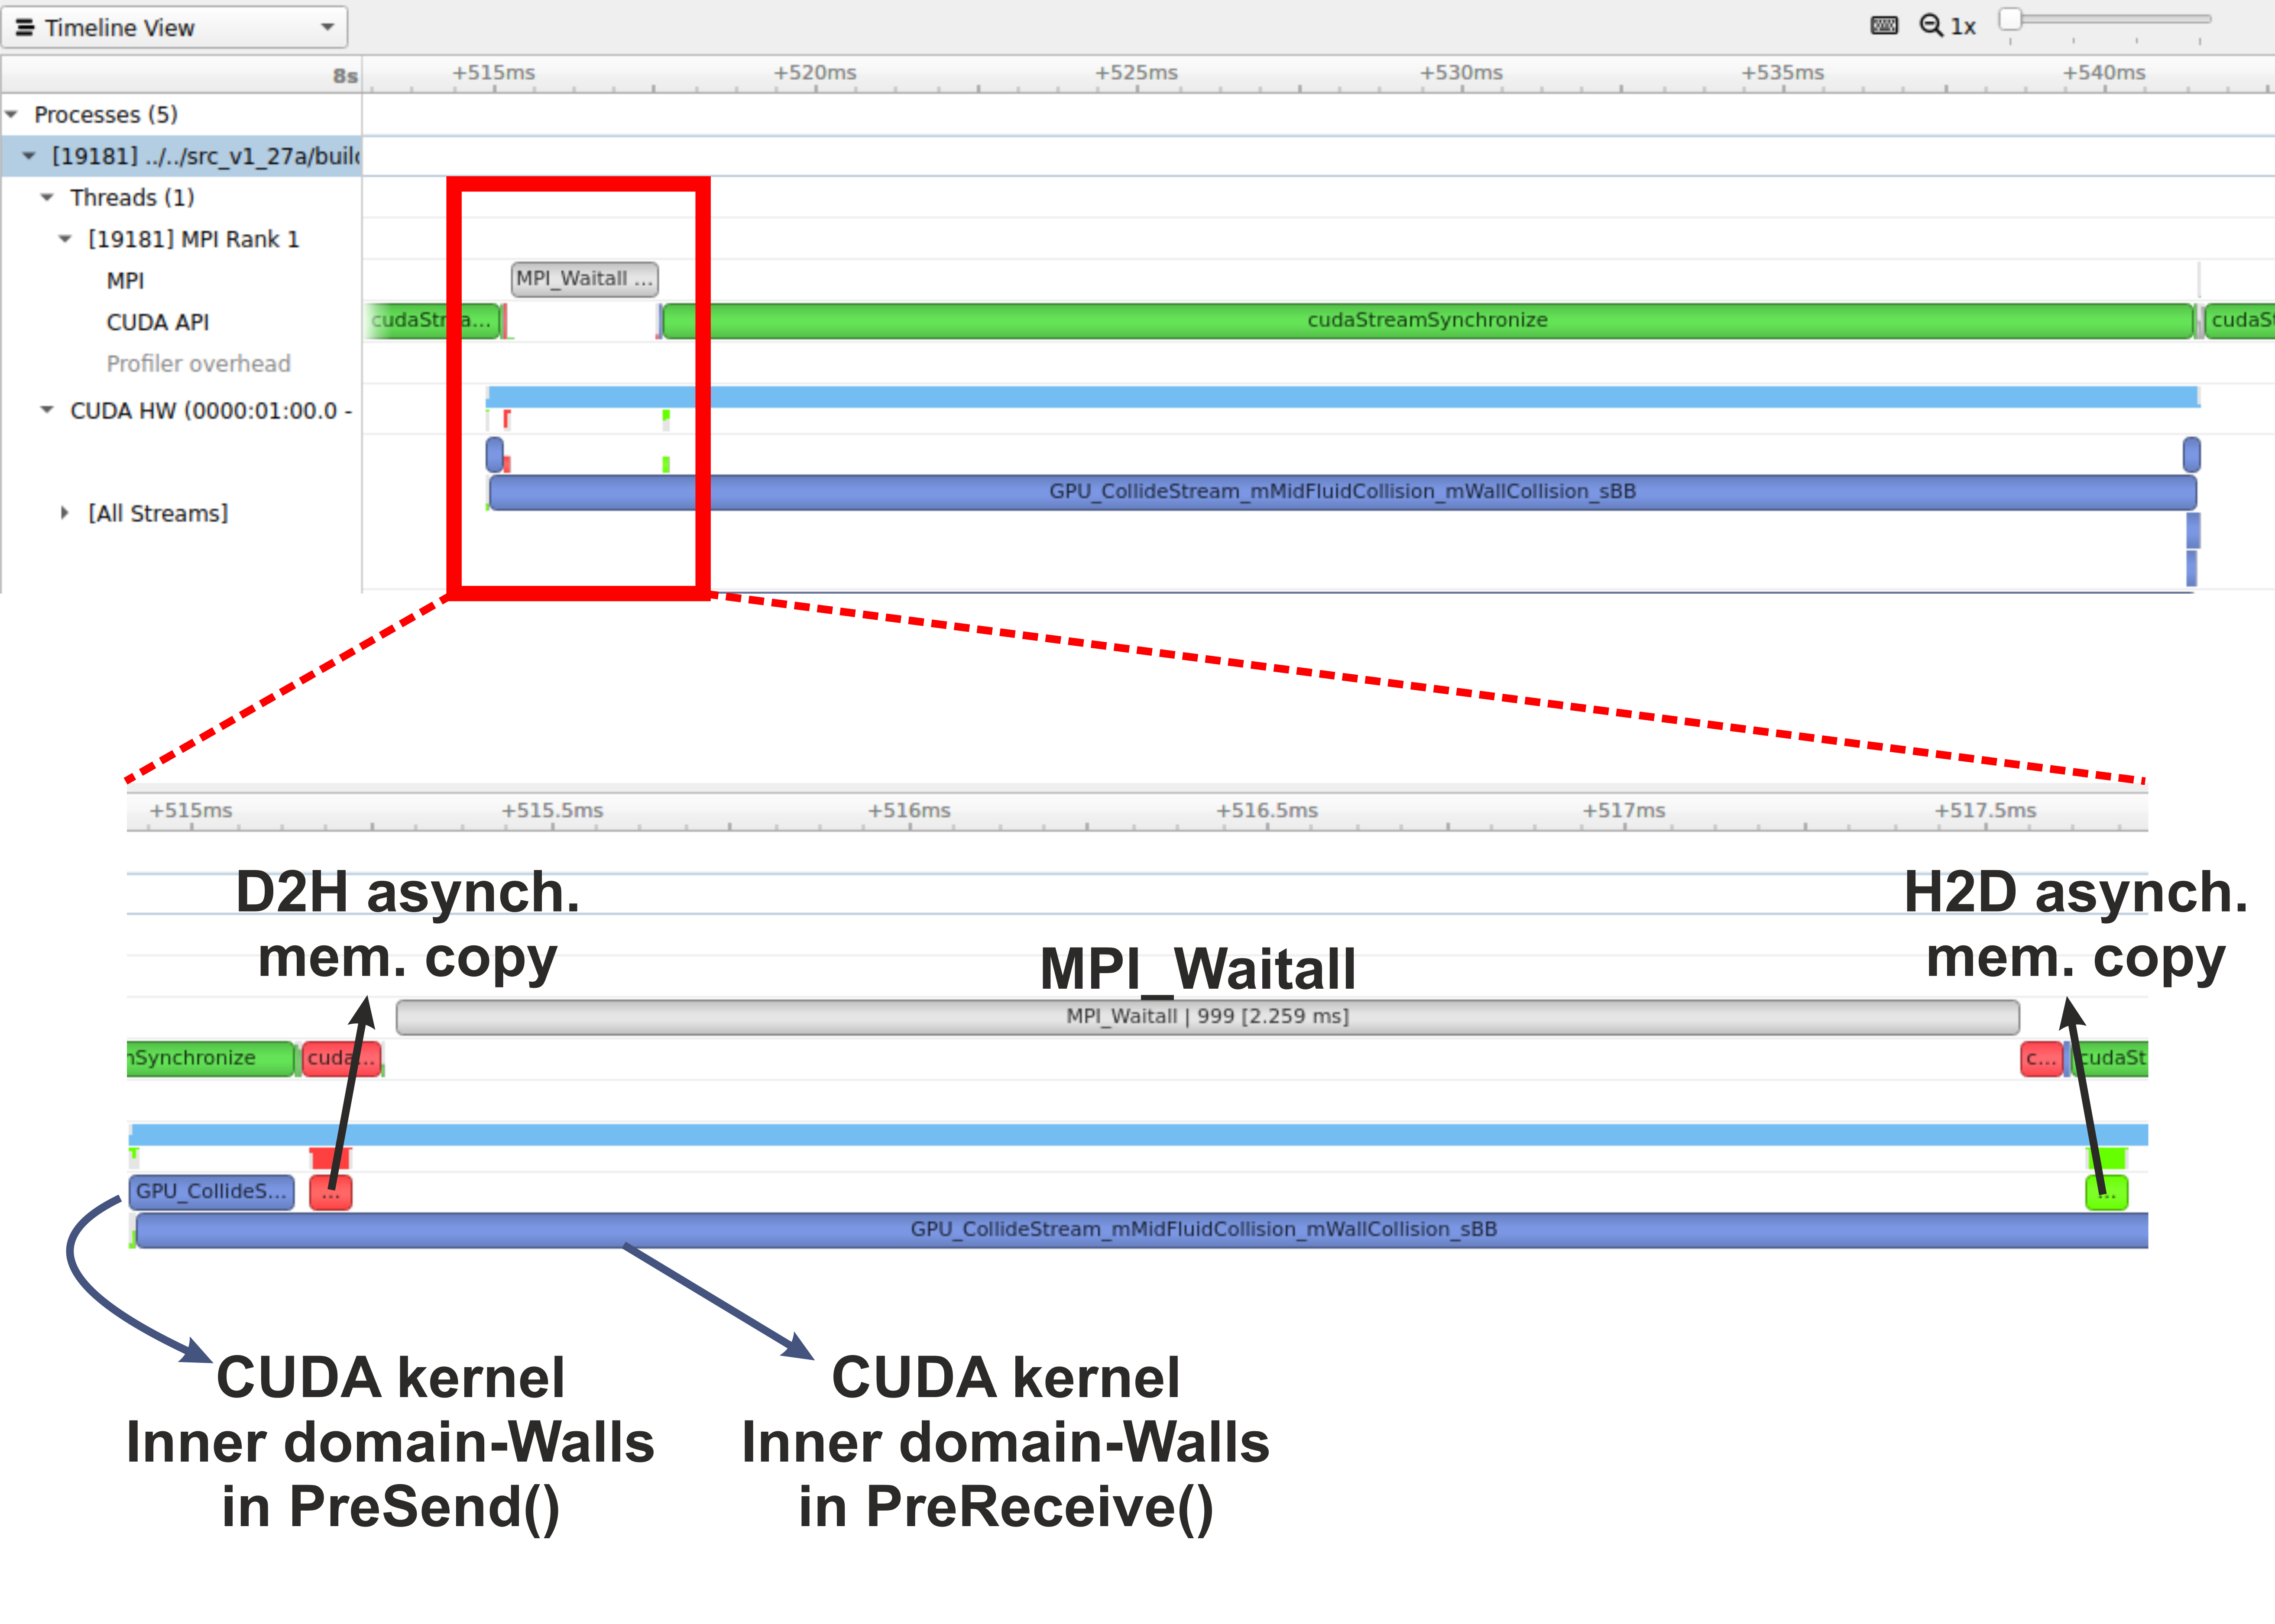 Timeline View
1x
8s +515ms +520ms +525ms +530ms +535ms +540ms
Processes (5)
[19181] ../../src_v1_27a/build
Threads (1)
[19181] MPI Rank 1
MPI
MPI_Waitall ...
CUDA API
cudaStrea... cudaStreamSynchronize cudaSt
Profiler overhead
CUDA HW (0000:01:00.0 -
GPU_CollideStream_mMidFluidCollision_mWallCollision_sBB
[All Streams]
+515ms +515.5ms +516ms +516.5ms +517ms +517.5ms
D2H asynch.
mem. copy
H2D asynch.
mem. copy
MPI_Waitall
MPI_Waitall | 999 [2.259 ms]
nSynchronize cuda... c... cudaSt
GPU_CollideS... ... ...
GPU_CollideStream_mMidFluidCollision_mWallCollision_sBB
CUDA kernel
Inner domain-Walls
in PreSend()
CUDA kernel
Inner domain-Walls
in PreReceive()